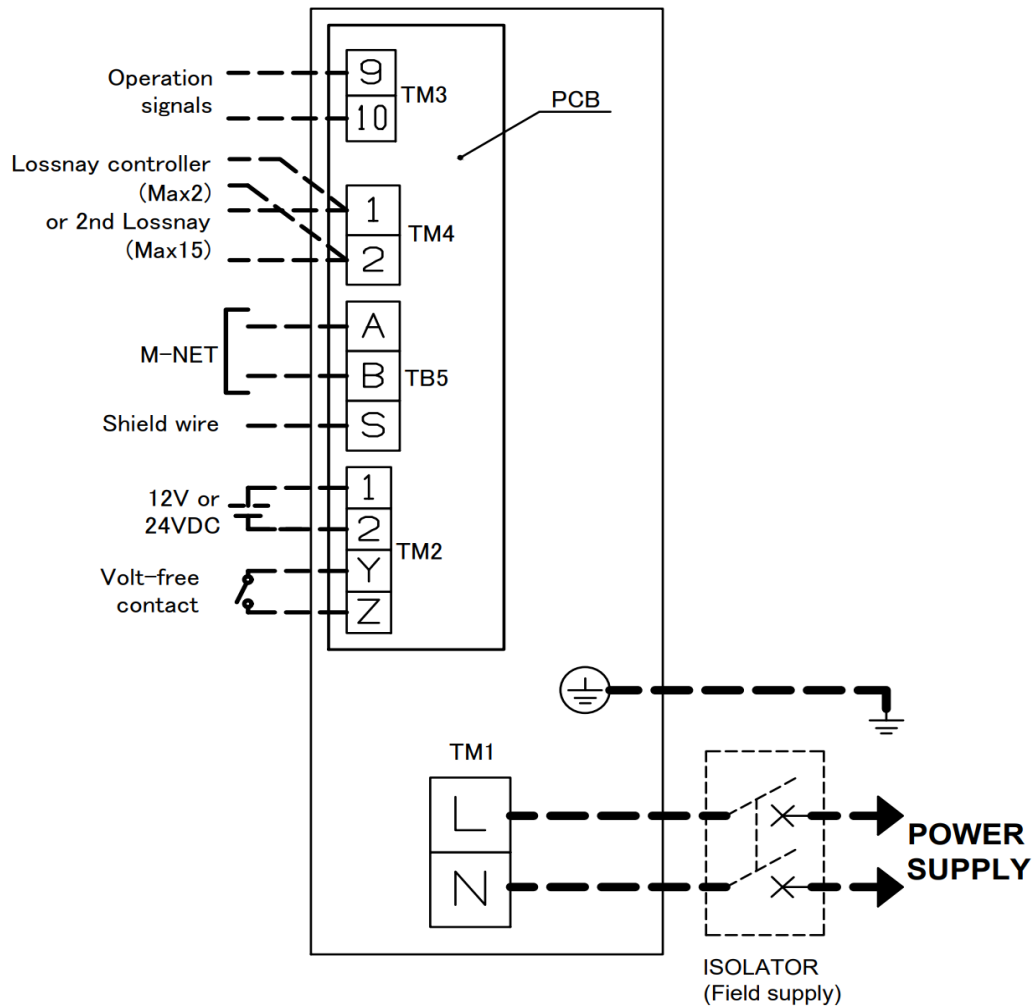 Operation
signals
9
10
TM3
PCB
Lossnay controller
(Max2)
or 2nd Lossnay
(Max15)
1
2
TM4
M-NET
A
B
S
TB5
Shield wire
12V or
24VDC
1
2
Y
Z
TM2
Volt-free
contact
TM1
L
N
POWER
SUPPLY
ISOLATOR
(Field supply)